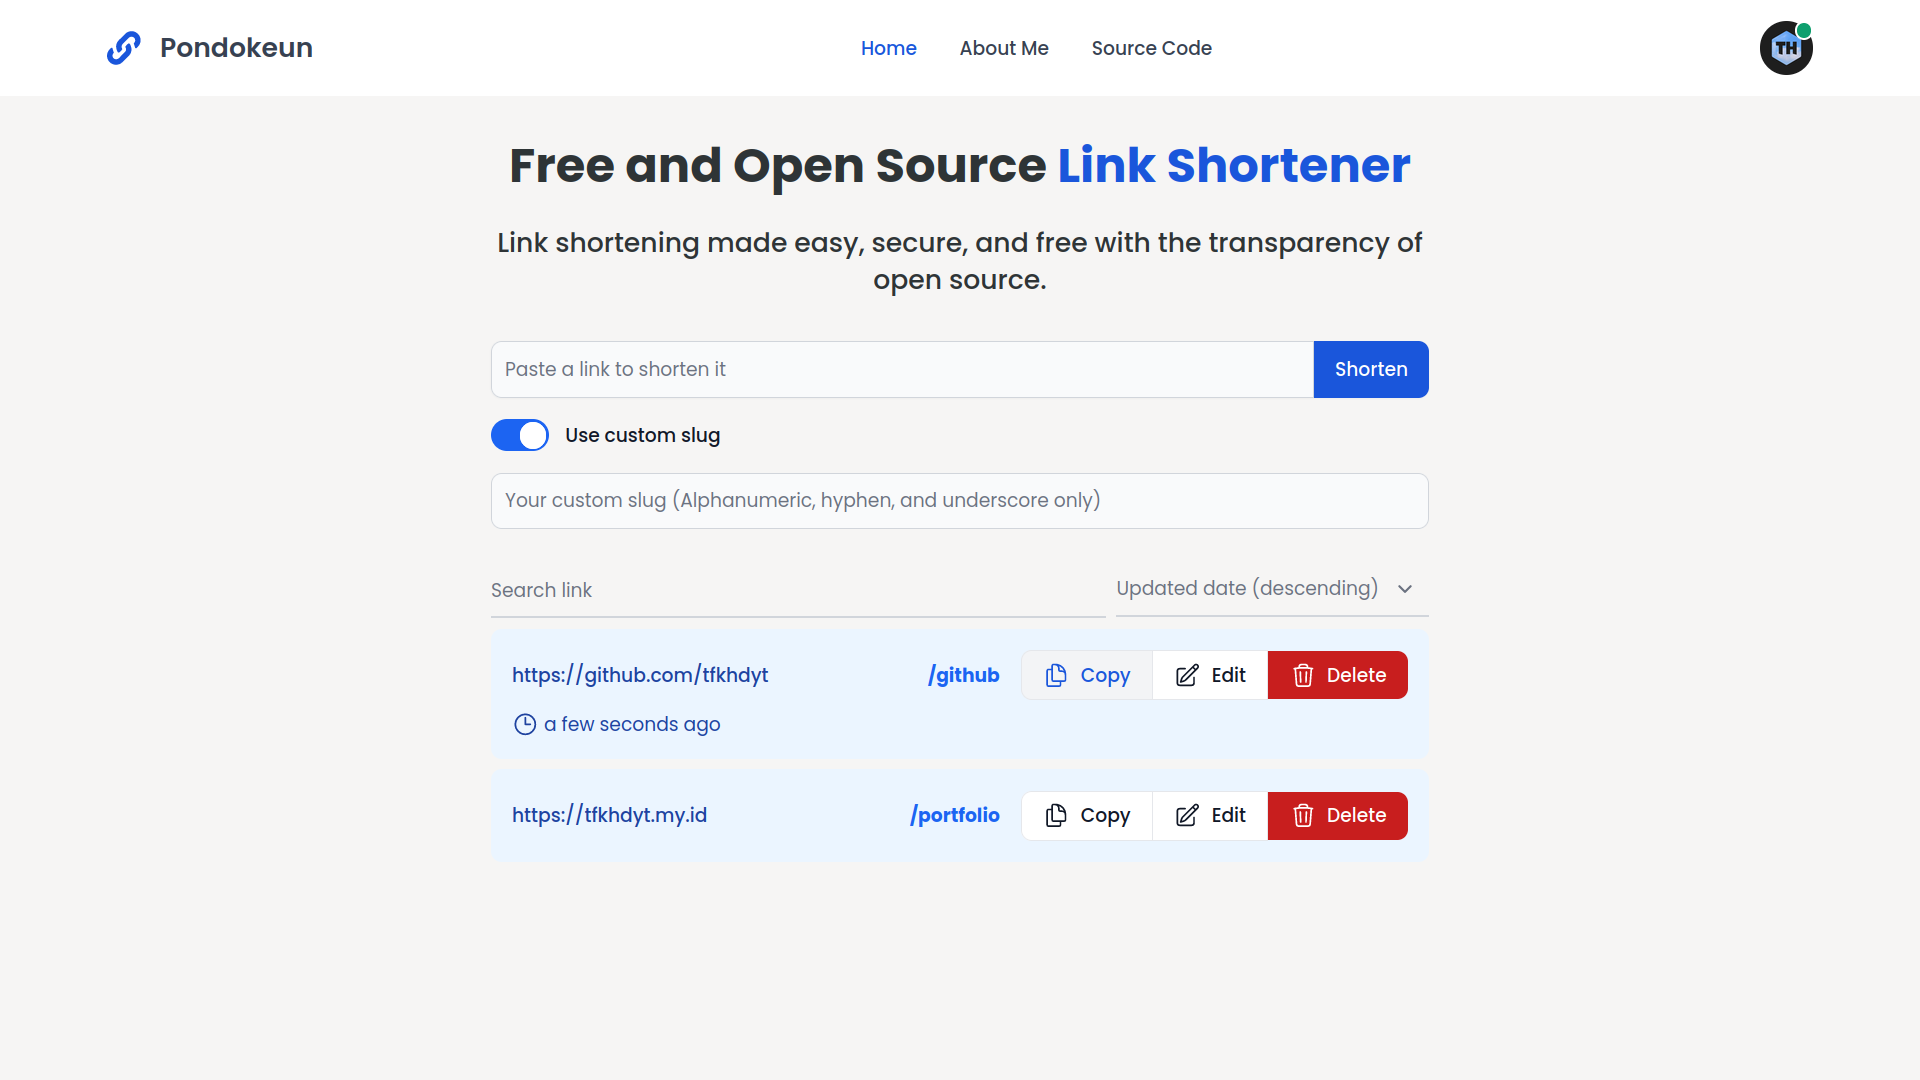 Pondokeun
Home
About Me
Source Code
TH
Free and Open Source Link Shortener
Link shortening made easy, secure, and free with the transparency of
open source.
Paste a link to shorten it
Shorten
Use custom slug
Your custom slug (Alphanumeric, hyphen, and underscore only)
Search link
Updated date (descending)
https://github.com/tfkhdyt
/github
Copy
Edit
Delete
a few seconds ago
https://tfkhdyt.my.id
/portfolio
Copy
Edit
Delete